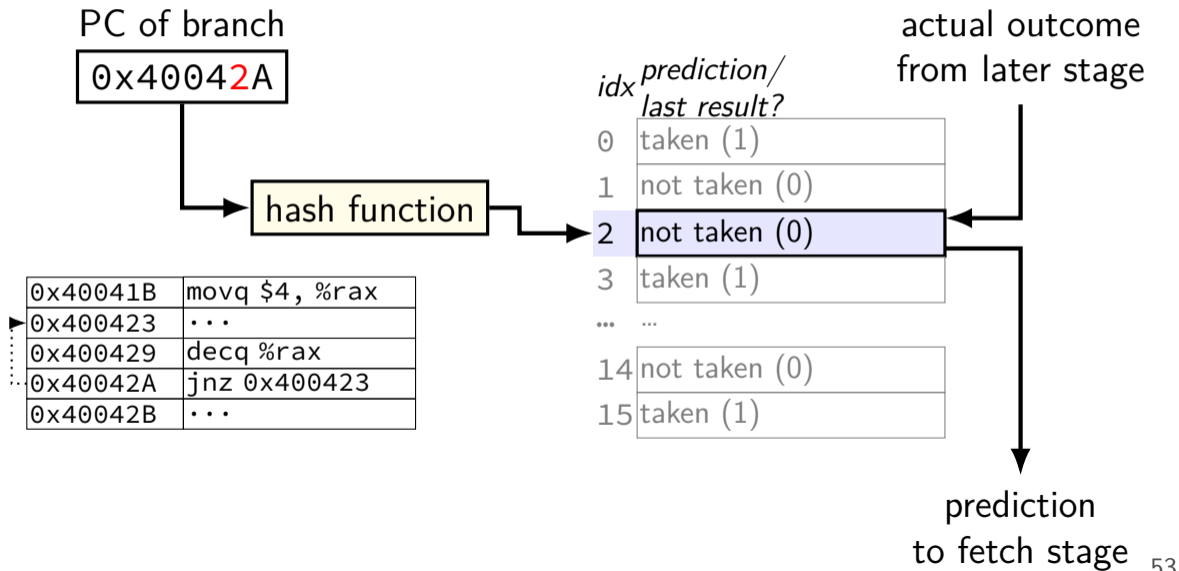 PC of branch
0x40042A
hash function
0x40041B movq $4, %rax
0x400423 ···
0x400429 decq %rax
0x40042A jnz 0x400423
0x40042B ···
idx prediction/
last result?
0 taken (1)
1 not taken (0)
2 not taken (0)
3 taken (1)
… …
14 not taken (0)
15 taken (1)
actual outcome
from later stage
prediction
to fetch stage
53